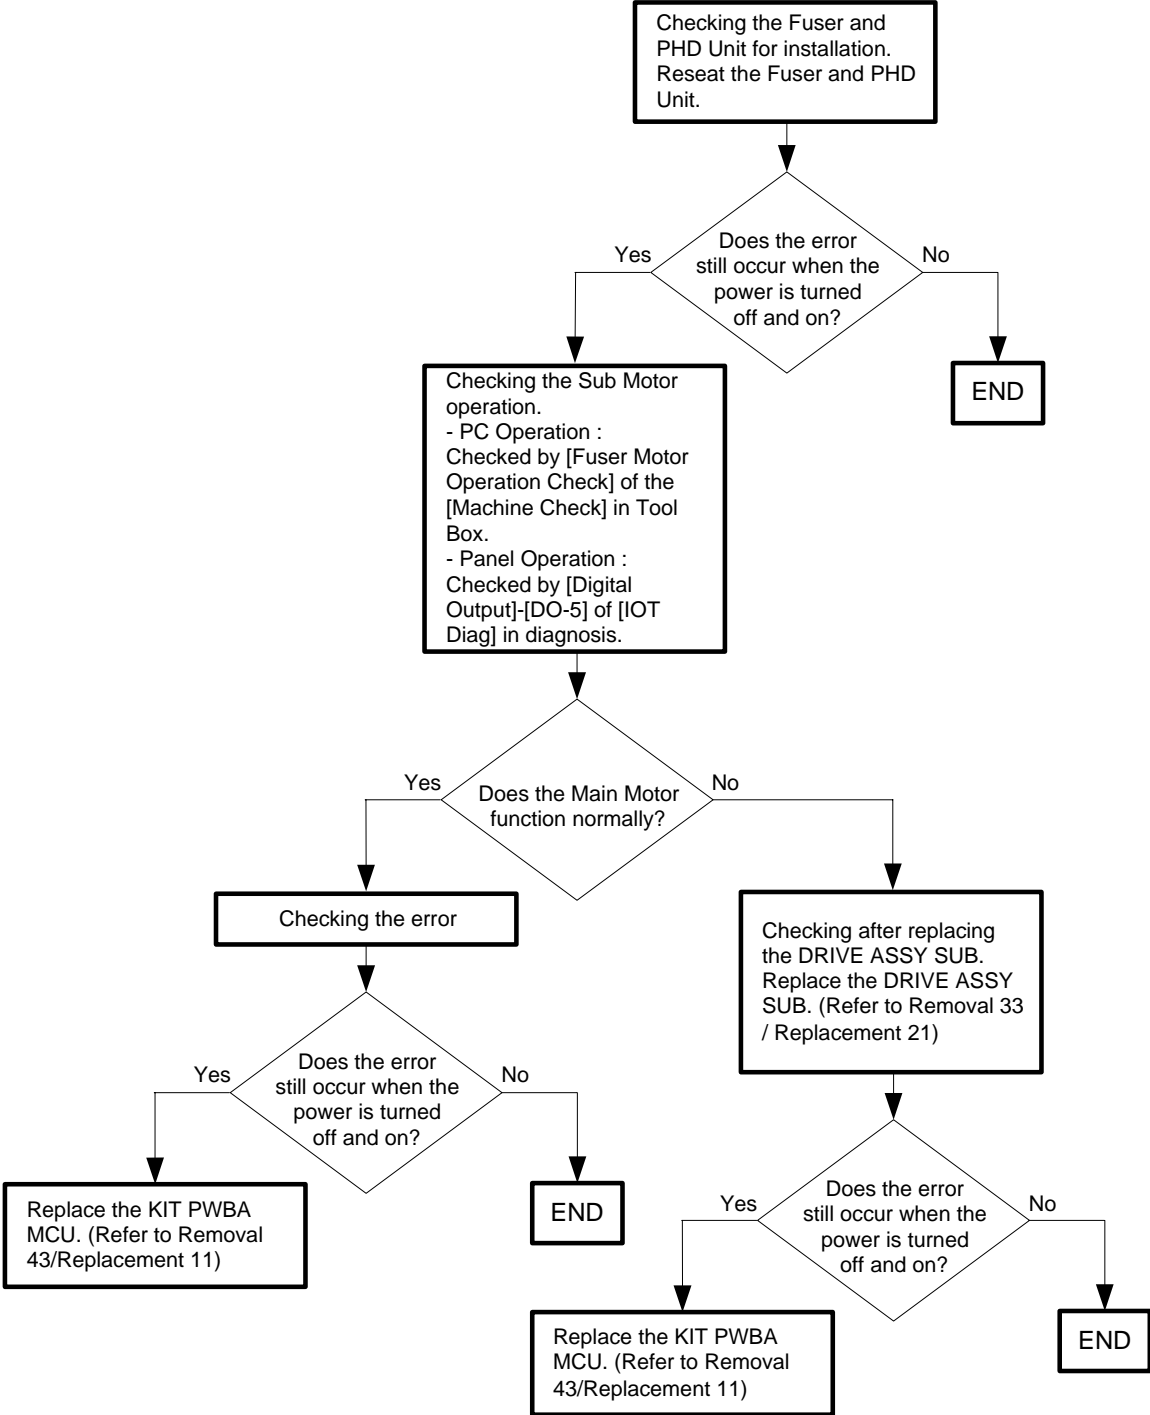 Checking the Fuser and
PHD Unit for installation.
Reseat the Fuser and PHD
Unit.
Yes
Does the error
still occur when the
power is turned
off and on?
No
END
Checking the Sub Motor
operation.
- PC Operation :
Checked by [Fuser Motor
Operation Check] of the
[Machine Check] in Tool
Box.
- Panel Operation :
Checked by [Digital
Output]-[DO-5] of [IOT
Diag] in diagnosis.
Yes
Does the Main Motor
function normally?
No
Checking the error
Checking after replacing
the DRIVE ASSY SUB.
Replace the DRIVE ASSY
SUB. (Refer to Removal 33
/ Replacement 21)
Yes
Does the error
still occur when the
power is turned
off and on?
No
Replace the KIT PWBA
MCU. (Refer to Removal
43/Replacement 11)
END
Yes
Does the error
still occur when the
power is turned
off and on?
No
Replace the KIT PWBA
MCU. (Refer to Removal
43/Replacement 11)
END